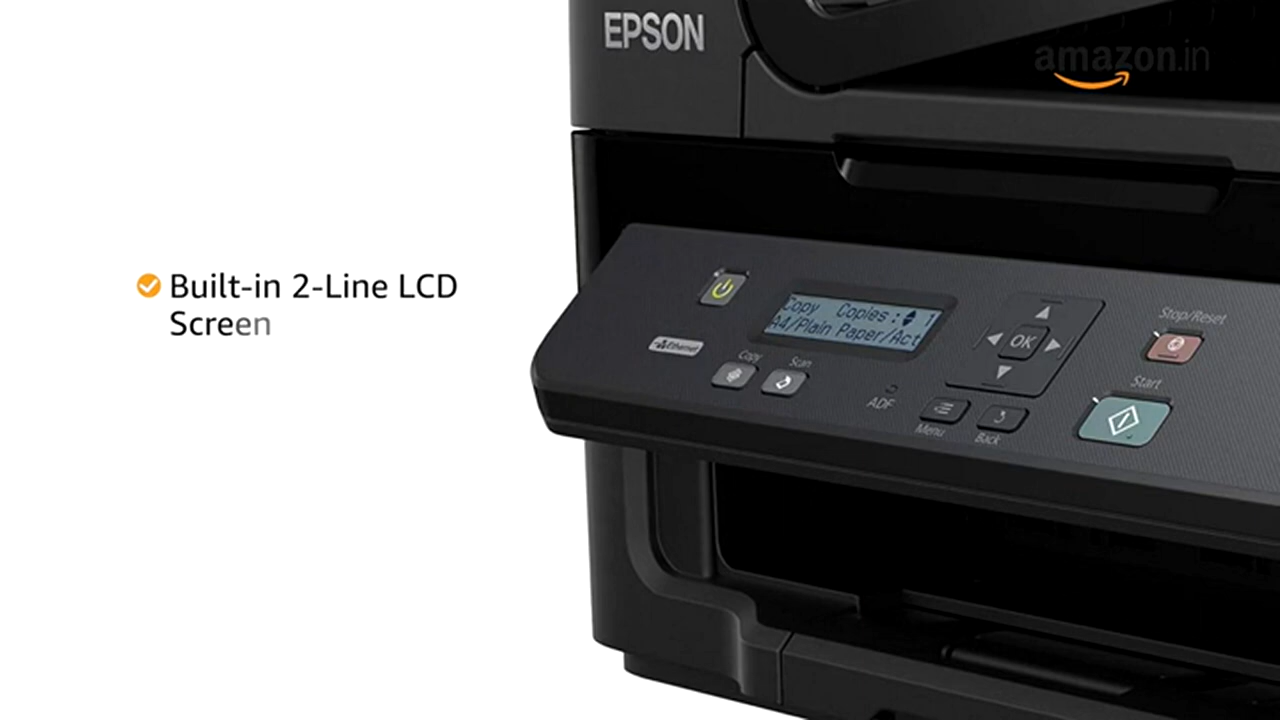 EPSON
amazon.in
Built-in 2-Line LCD
Screen
Copy Copies: 1
A4/Plain Paper/Act
Ethernet
Copy
Scan
ADF
Menu
Back
OK
Stop/Reset
Start